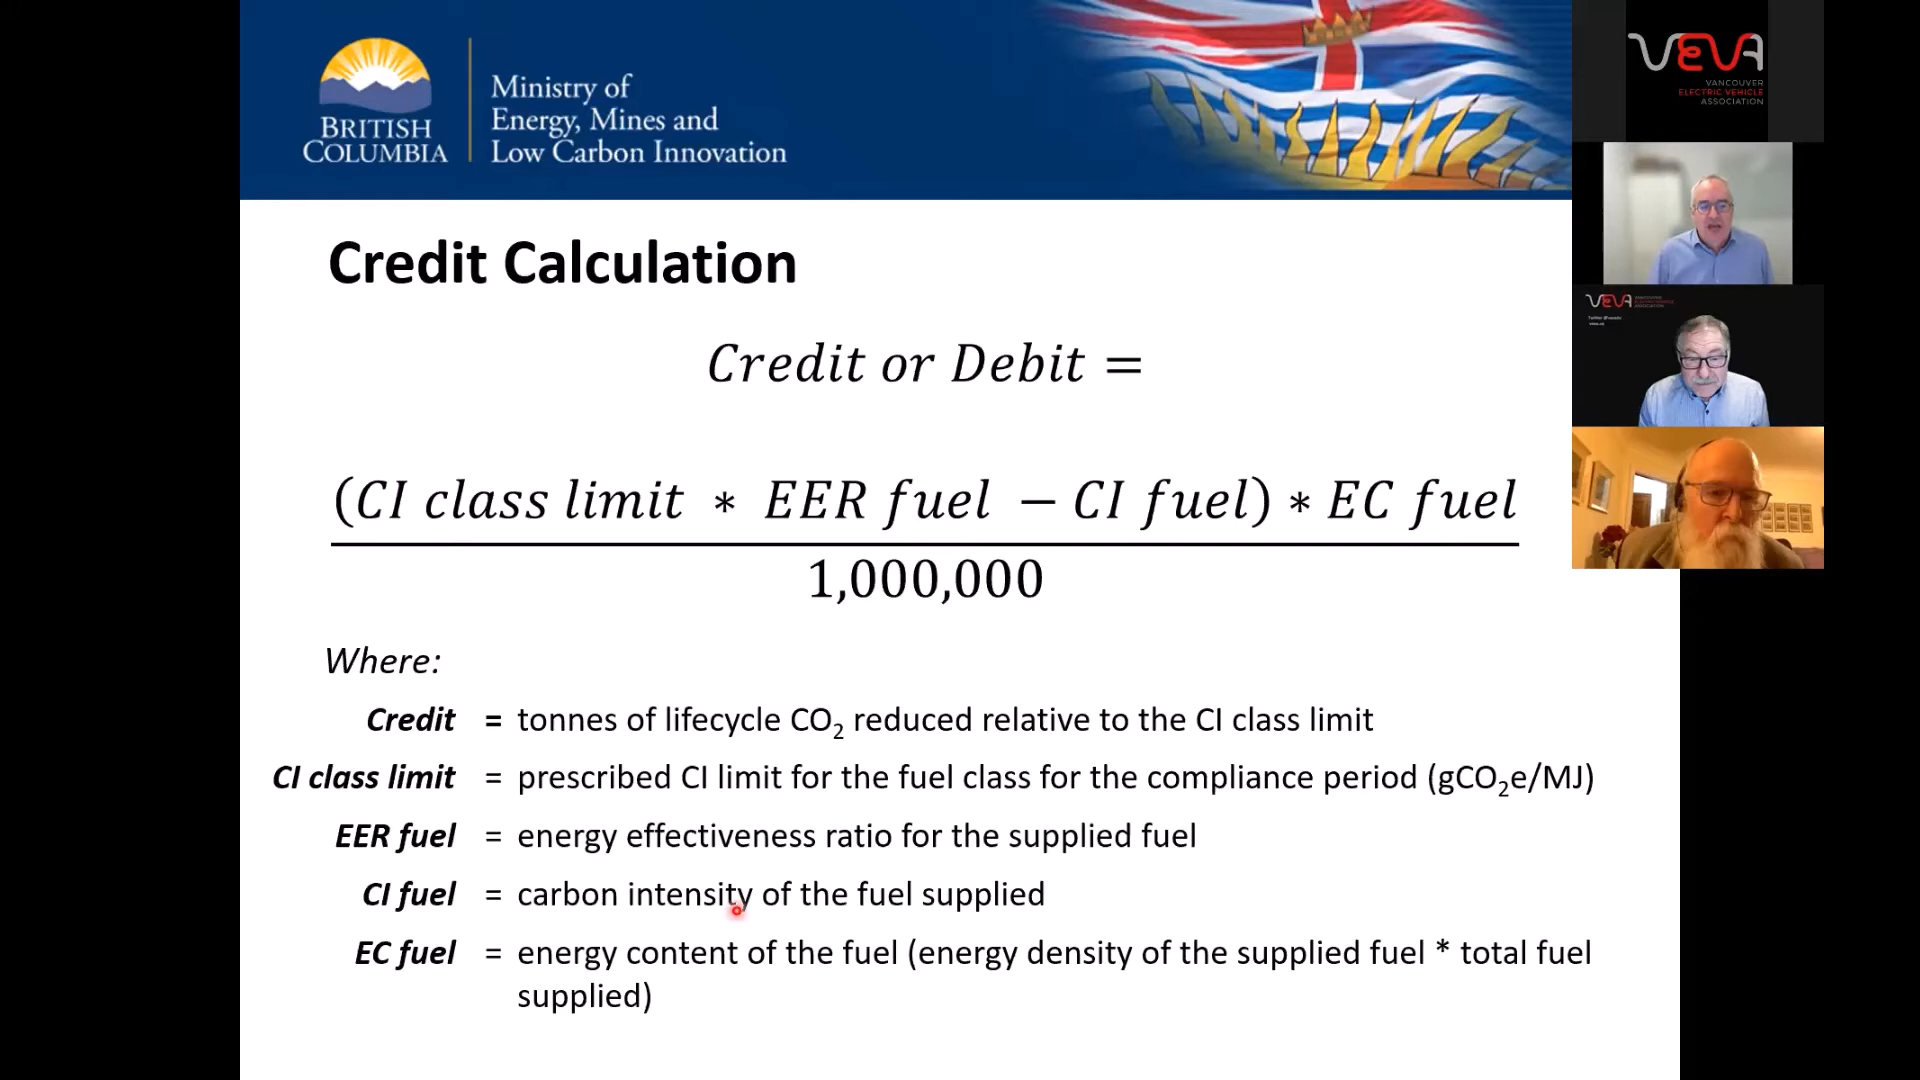 BRITISH
COLUMBIA
Ministry of
Energy, Mines and
Low Carbon Innovation
VEVA
VANCOUVER
ELECTRIC VEHICLE
ASSOCIATION
VEVA
Credit Calculation
Credit or Debit =
(CI class limit * EER fuel − CI fuel) * EC fuel
1,000,000
Where:
Credit = tonnes of lifecycle CO₂ reduced relative to the CI class limit
CI class limit = prescribed CI limit for the fuel class for the compliance period (gCO₂e/MJ)
EER fuel = energy effectiveness ratio for the supplied fuel
CI fuel = carbon intensity of the fuel supplied
EC fuel = energy content of the fuel (energy density of the supplied fuel * total fuel
supplied)